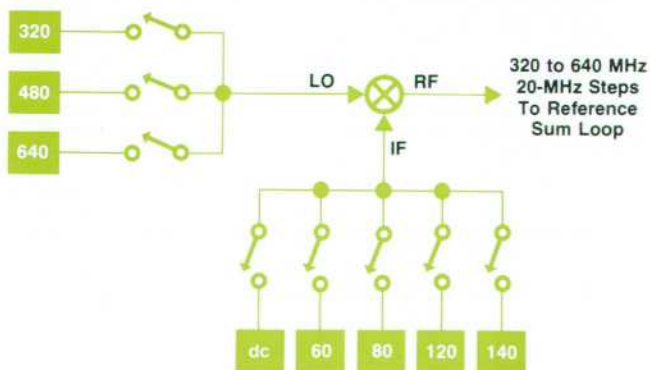 320
480
640
LO
RF
IF
320 to 640 MHz
20-MHz Steps
To Reference
Sum Loop
dc
60
80
120
140